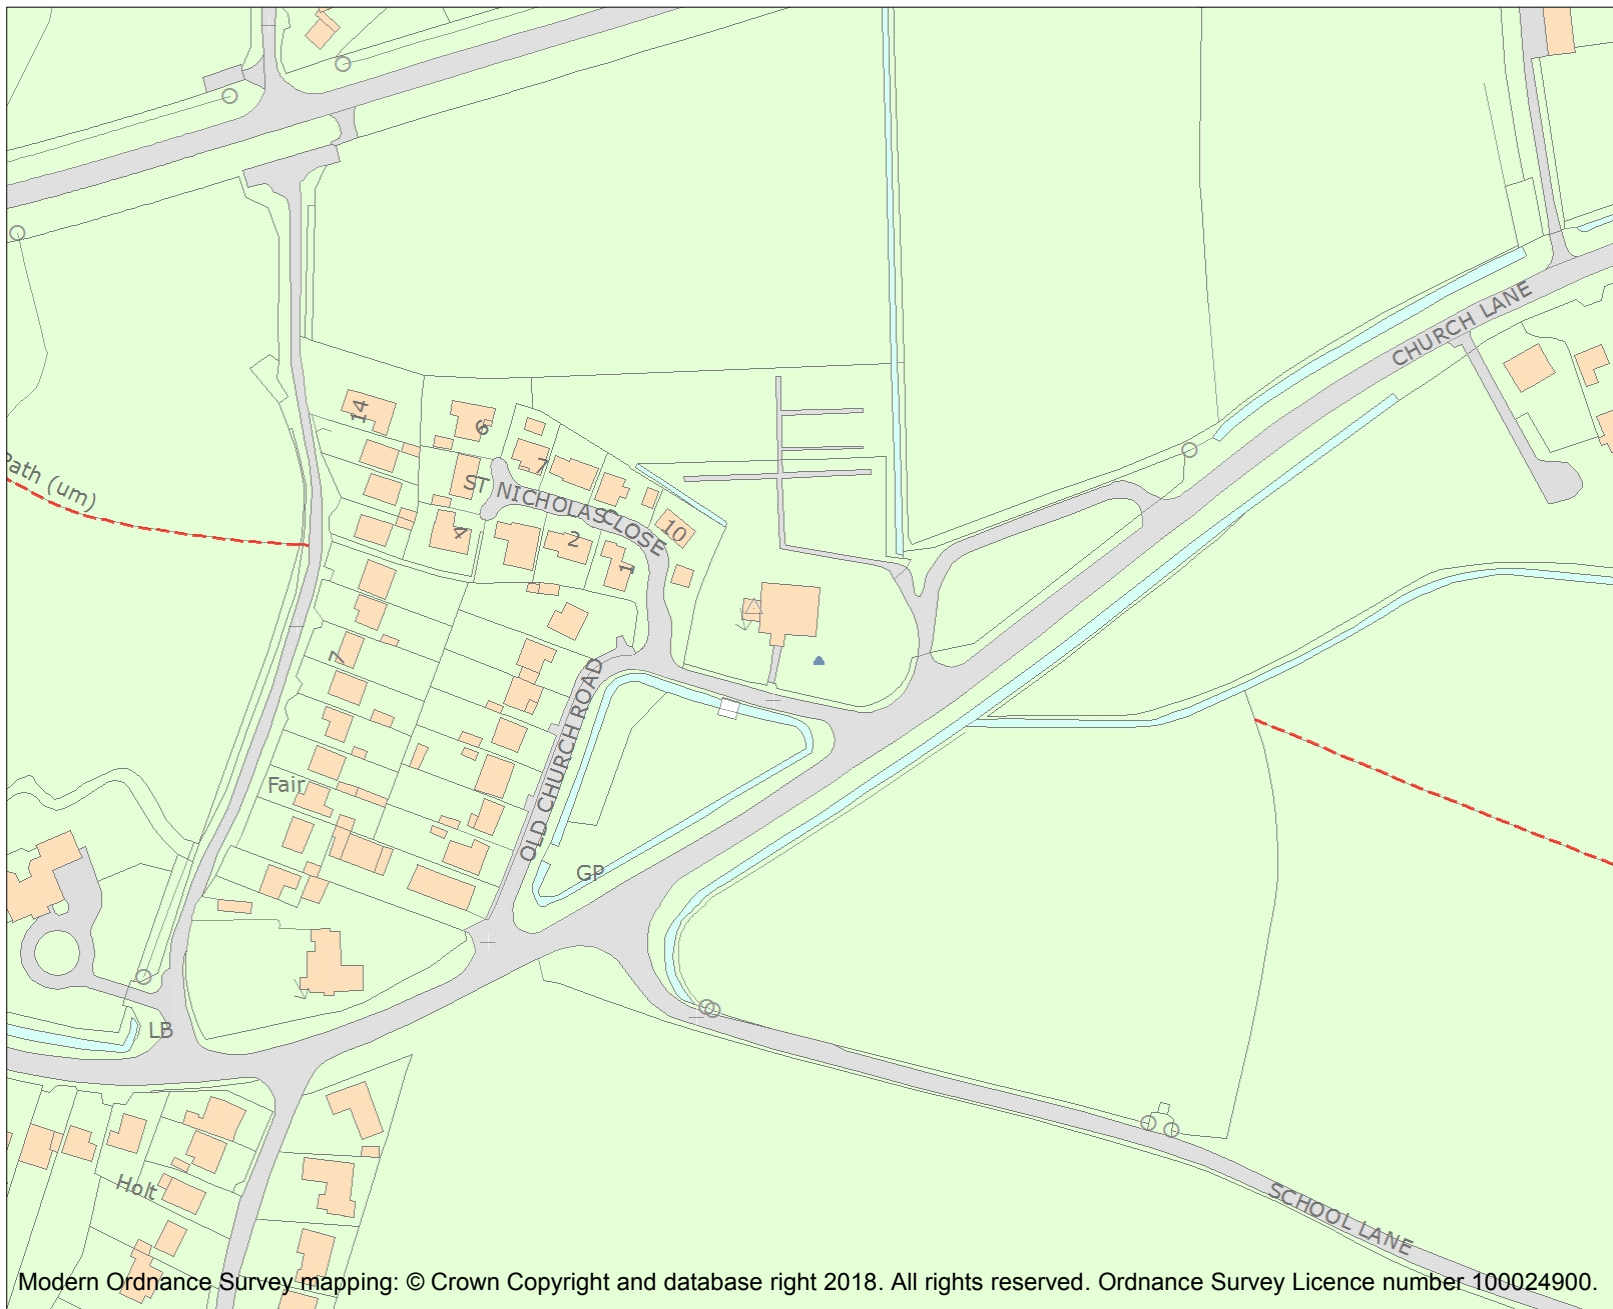 CHURCH LANE
14
6
7
Path (um)
ST NICHOLAS CLOSE
10
4
2
1
7
OLD CHURCH ROAD
Fair
GP
LB
Holt
SCHOOL LANE
Modern Ordnance Survey mapping: © Crown Copyright and database right 2018. All rights reserved. Ordnance Survey Licence number 100024900.